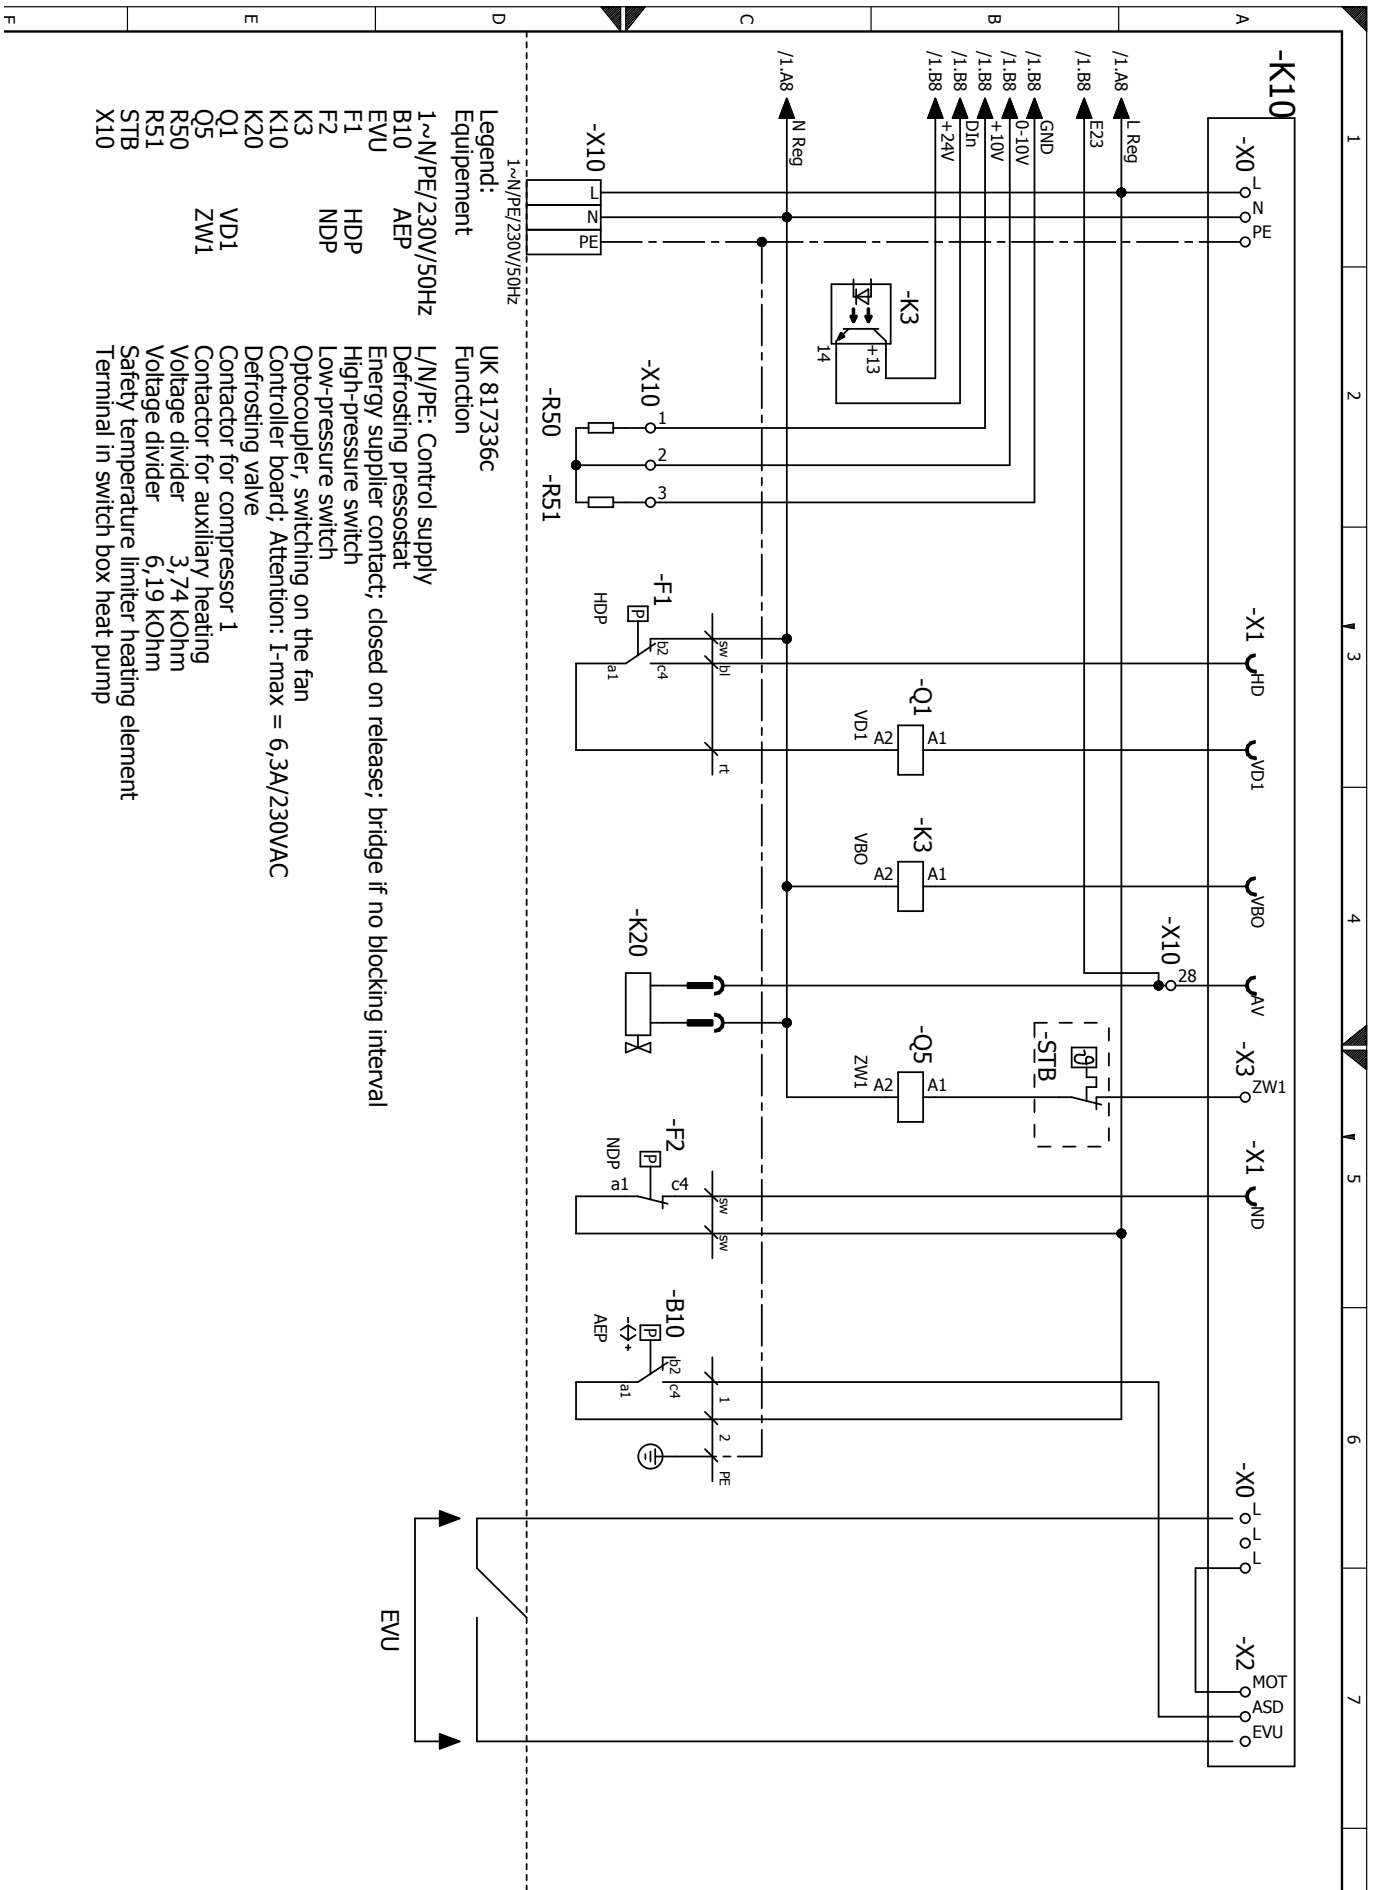 1
2
3
4
5
6
7
A
B
C
D
E
F
-K10
-X0
L
N
PE
-X1
HD
VD1
VBO
AV
-X3
ZW1
-X1
ND
-X0
L
L
L
-X2
MOT
ASD
EVU
/1.A8
L Reg
/1.B8
E23
/1.B8
GND
/1.B8
0-10V
/1.B8
+10V
/1.B8
DIn
/1.B8
+24V
/1.A8
N Reg
-K3
+13
14
-X10
28
-STB
-Q1
A1
A2
VD1
-K3
A1
A2
VBO
-Q5
A1
A2
ZW1
-X10
1
2
3
-R50
-R51
-F1
P
HDP
b2
c4
a1
sw
bl
rt
-K20
-F2
P
NDP
a1
c4
sw
sw
-B10
P
- +
AEP
b2
c4
a1
1
2
PE
-X10
L
N
PE
1~N/PE/230V/50Hz
EVU
Legend: UK 817336c
Equipement Function
1~N/PE/230V/50Hz L/N/PE: Control supply
B10 AEP Defrosting pressostat
EVU Energy supplier contact; closed on release; bridge if no blocking interval
F1 HDP High-pressure switch
F2 NDP Low-pressure switch
K3 Optocoupler, switching on the fan
K10 Controller board; Attention: I-max = 6,3A/230VAC
K20 Defrosting valve
Q1 VD1 Contactor for compressor 1
Q5 ZW1 Contactor for auxiliary heating
R50 Voltage divider 3,74 kOhm
R51 Voltage divider 6,19 kOhm
STB Safety temperature limiter heating element
X10 Terminal in switch box heat pump